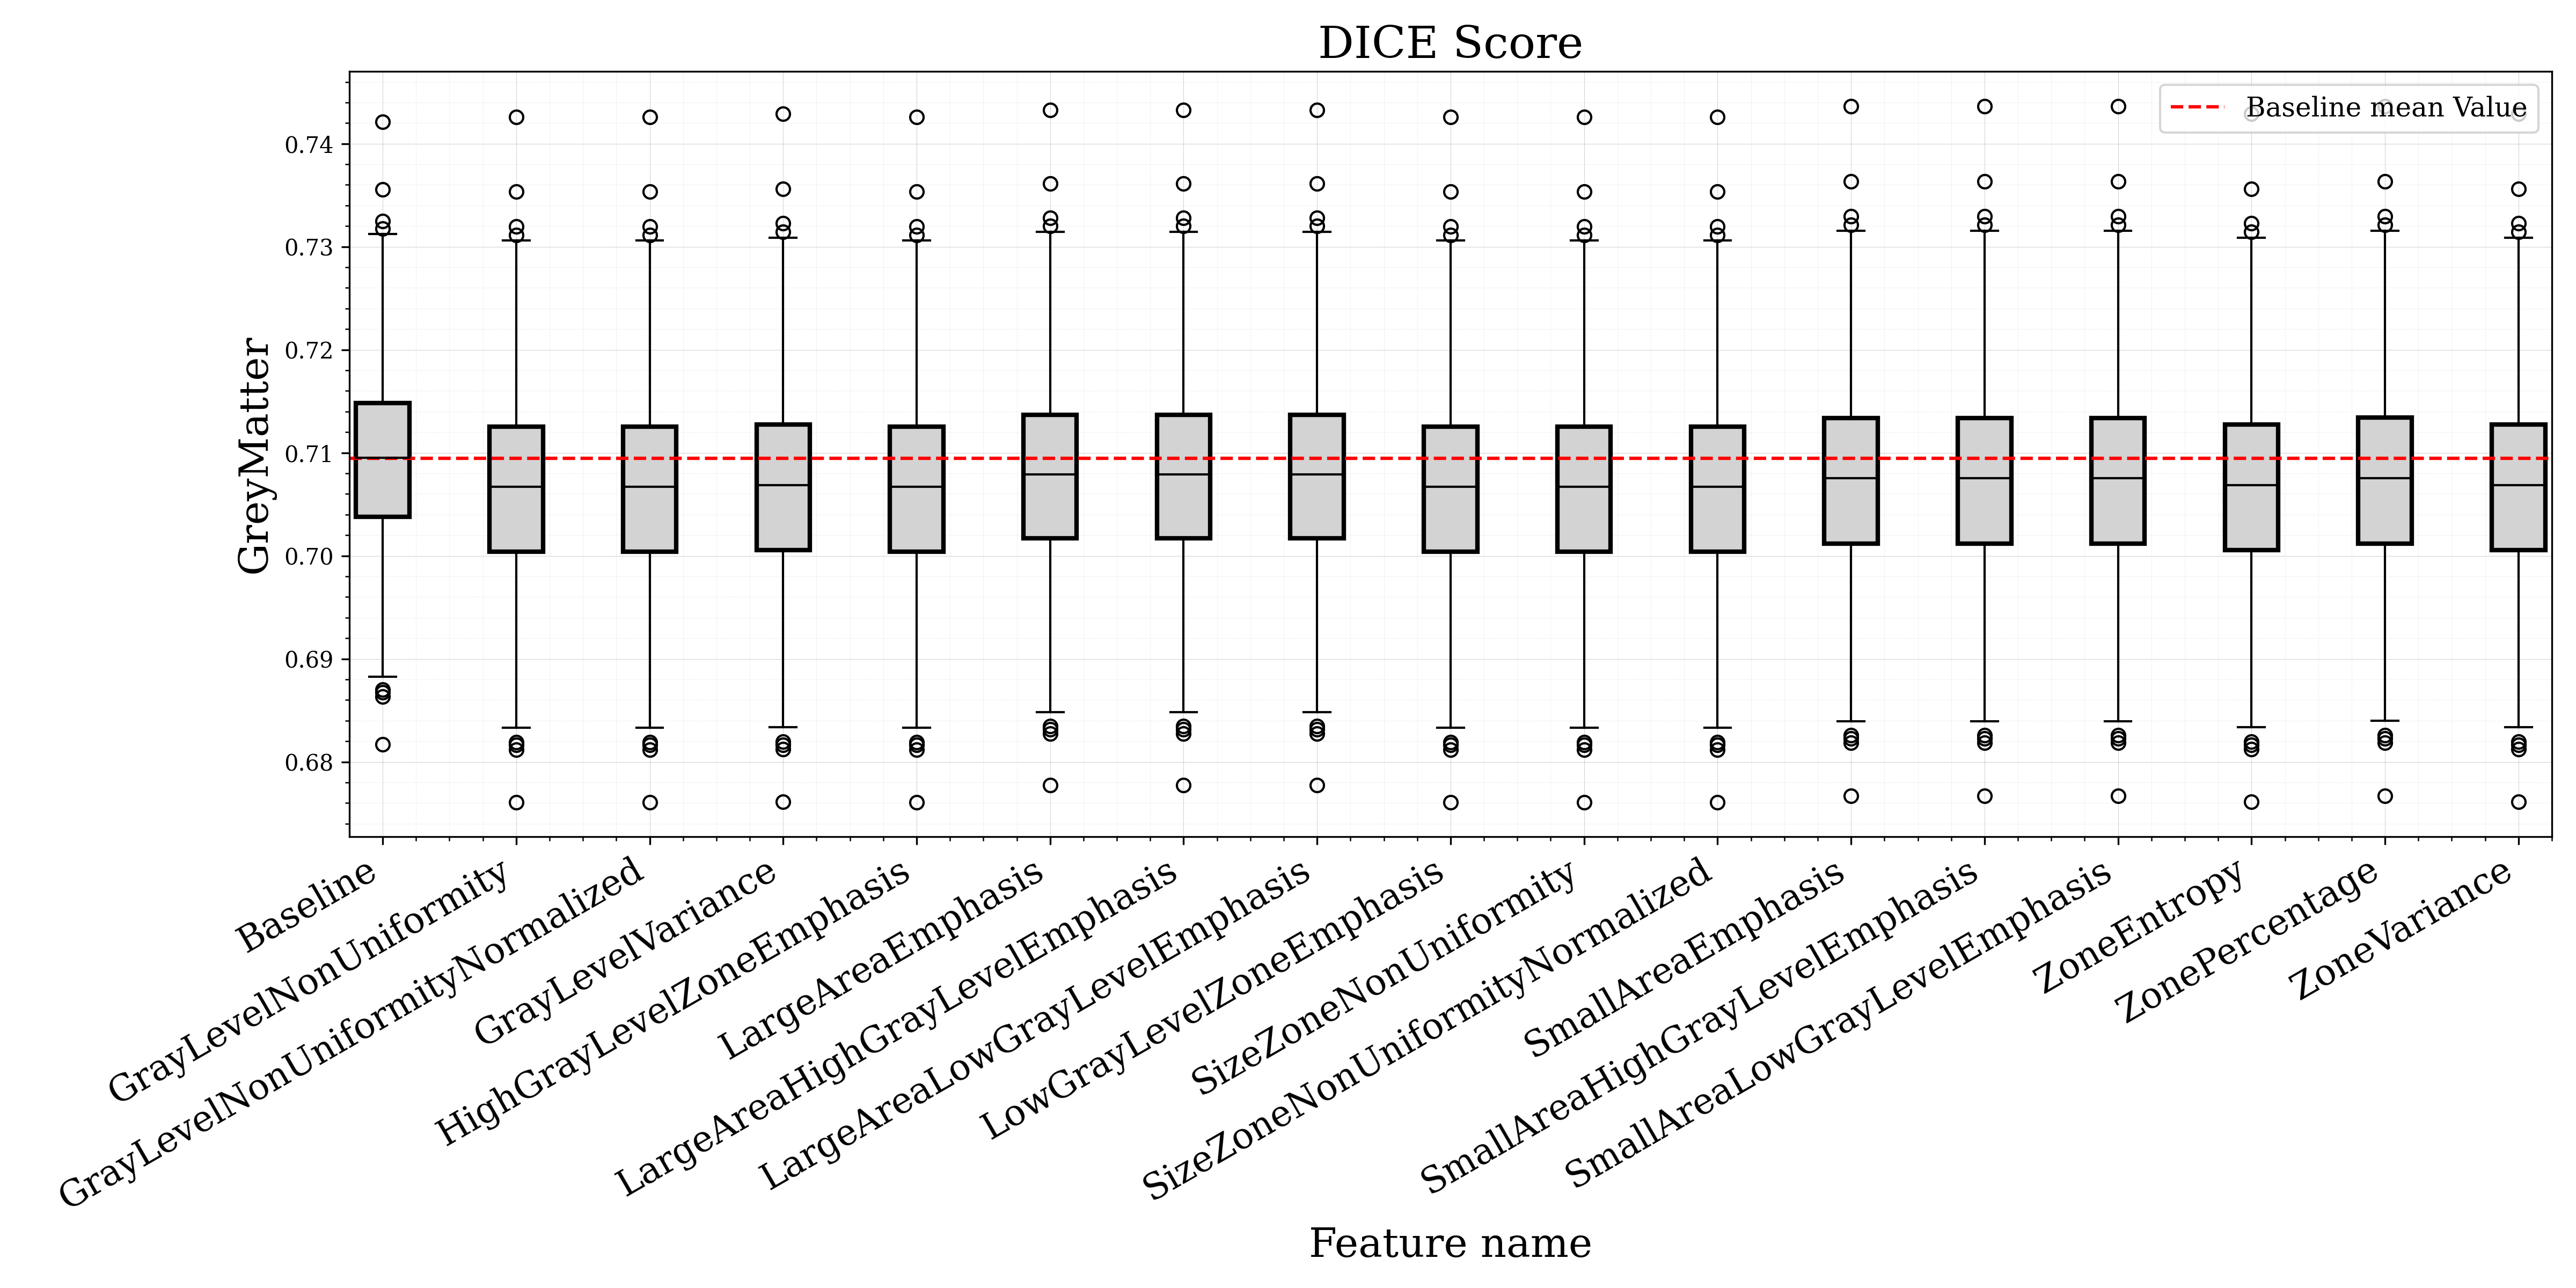 DICE Score
Baseline mean Value
GreyMatter
0.74
0.73
0.72
0.71
0.70
0.69
0.68
Baseline
GrayLevelNonUniformity
GrayLevelNonUniformityNormalized
GrayLevelVariance
HighGrayLevelZoneEmphasis
LargeAreaEmphasis
LargeAreaHighGrayLevelEmphasis
LargeAreaLowGrayLevelEmphasis
LowGrayLevelZoneEmphasis
SizeZoneNonUniformity
SizeZoneNonUniformityNormalized
SmallAreaEmphasis
SmallAreaHighGrayLevelEmphasis
SmallAreaLowGrayLevelEmphasis
ZoneEntropy
ZonePercentage
ZoneVariance
Feature name